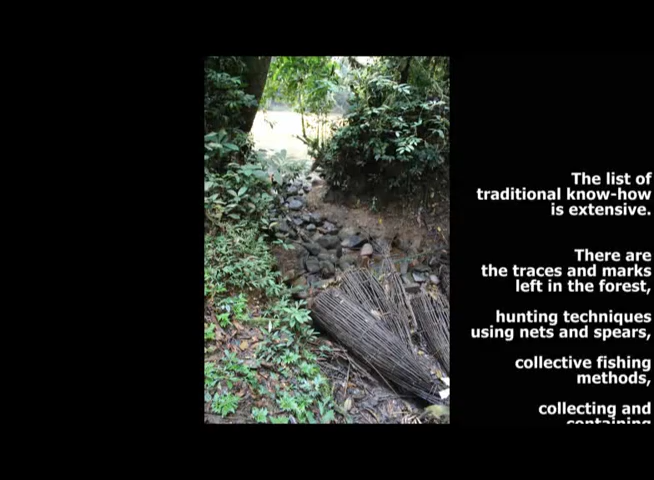 The list of
traditional know-how
is extensive.
There are
the traces and marks
left in the forest,
hunting techniques
using nets and spears,
collective fishing
methods,
collecting and
containing